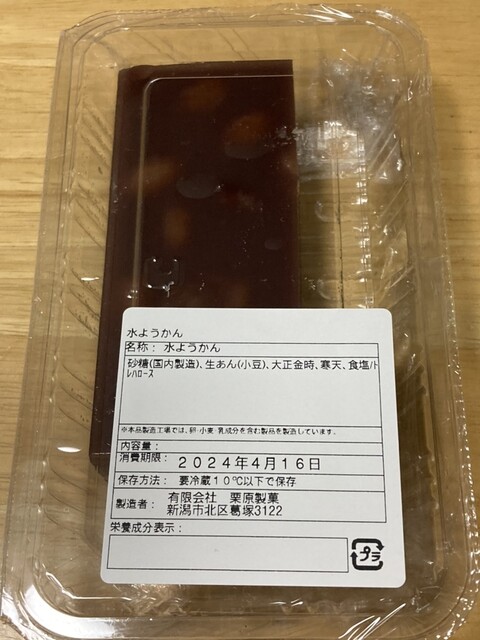 水ようかん
名称: 水ようかん
砂糖(国内製造)、生あん(小豆)、大正金時、寒天、食塩/ト
レハロース
※本品製造工場では、卵・小麦・乳成分を含む製品を製造しています。
内容量:
消費期限: 2024年4月16日
保存方法: 要冷蔵10℃以下で保存
製造者: 有限会社 栗原製菓
新潟市北区葛塚3122
栄養成分表示:
プラ